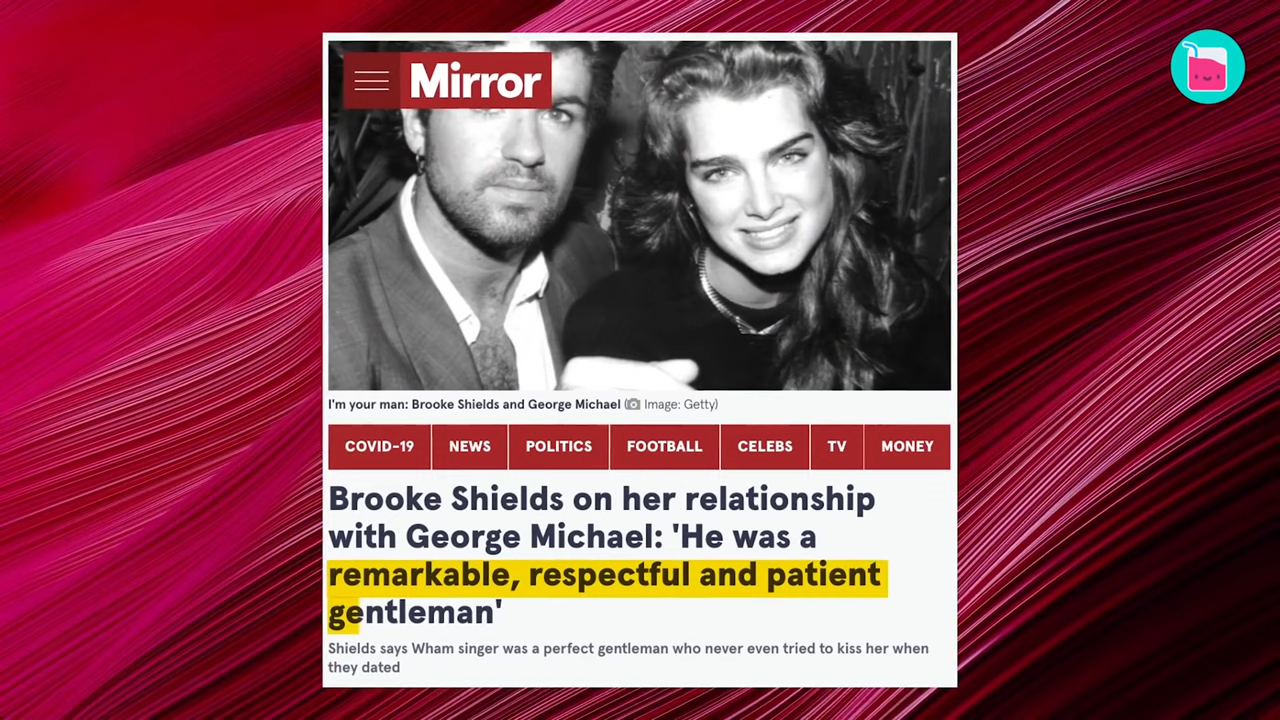 Mirror
I'm your man: Brooke Shields and George Michael (Image: Getty)
COVID-19 NEWS POLITICS FOOTBALL CELEBS TV MONEY
Brooke Shields on her relationship
with George Michael: 'He was a
remarkable, respectful and patient
gentleman'
Shields says Wham singer was a perfect gentleman who never even tried to kiss her when
they dated